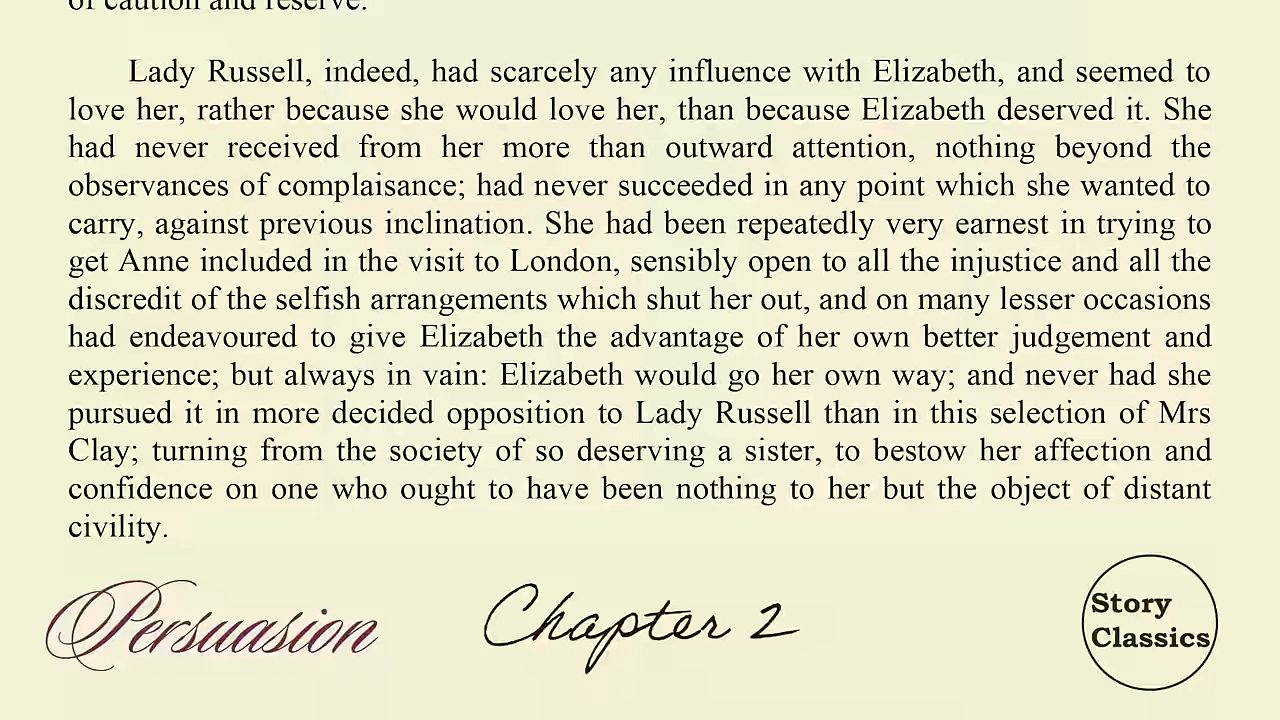 of caution and reserve.
Lady Russell, indeed, had scarcely any influence with Elizabeth, and seemed to
love her, rather because she would love her, than because Elizabeth deserved it. She
had never received from her more than outward attention, nothing beyond the
observances of complaisance; had never succeeded in any point which she wanted to
carry, against previous inclination. She had been repeatedly very earnest in trying to
get Anne included in the visit to London, sensibly open to all the injustice and all the
discredit of the selfish arrangements which shut her out, and on many lesser occasions
had endeavoured to give Elizabeth the advantage of her own better judgement and
experience; but always in vain: Elizabeth would go her own way; and never had she
pursued it in more decided opposition to Lady Russell than in this selection of Mrs
Clay; turning from the society of so deserving a sister, to bestow her affection and
confidence on one who ought to have been nothing to her but the object of distant
civility.
Persuasion
Chapter 2
Story
Classics